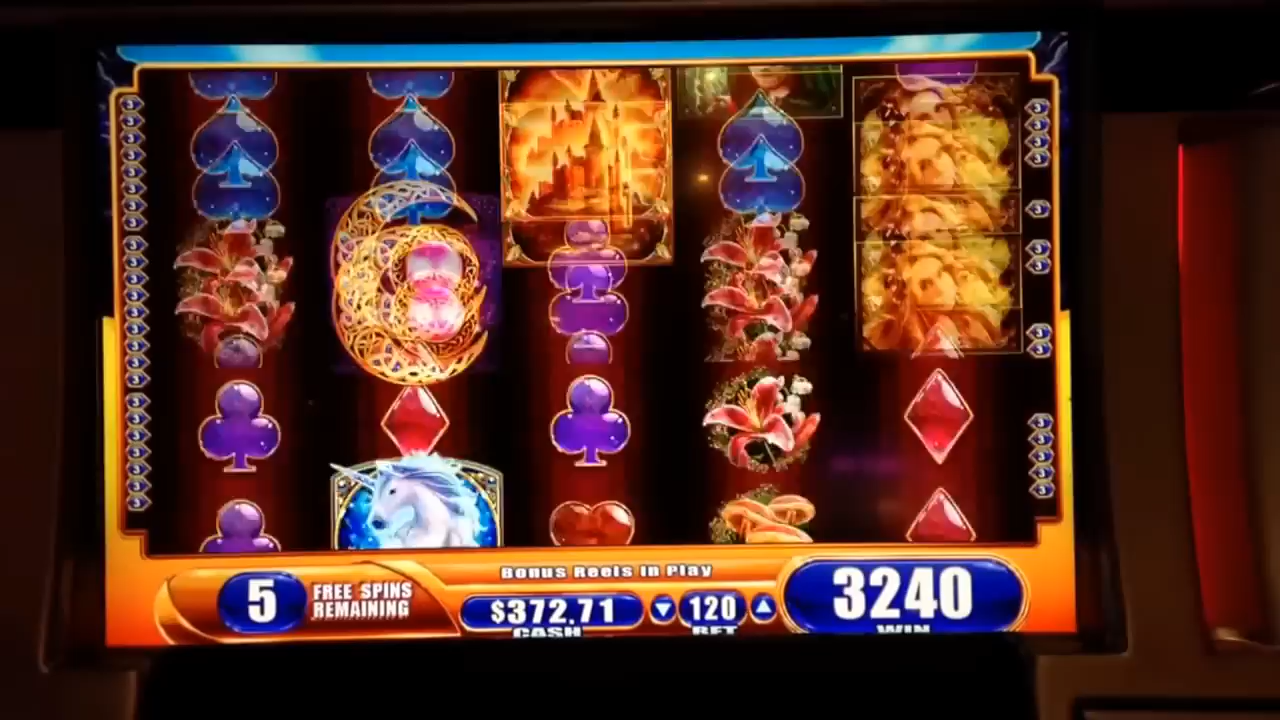 Bonus Reels In Play
5
FREE SPINS
REMAINING
$372.71
CASH
120
BET
3240
WIN